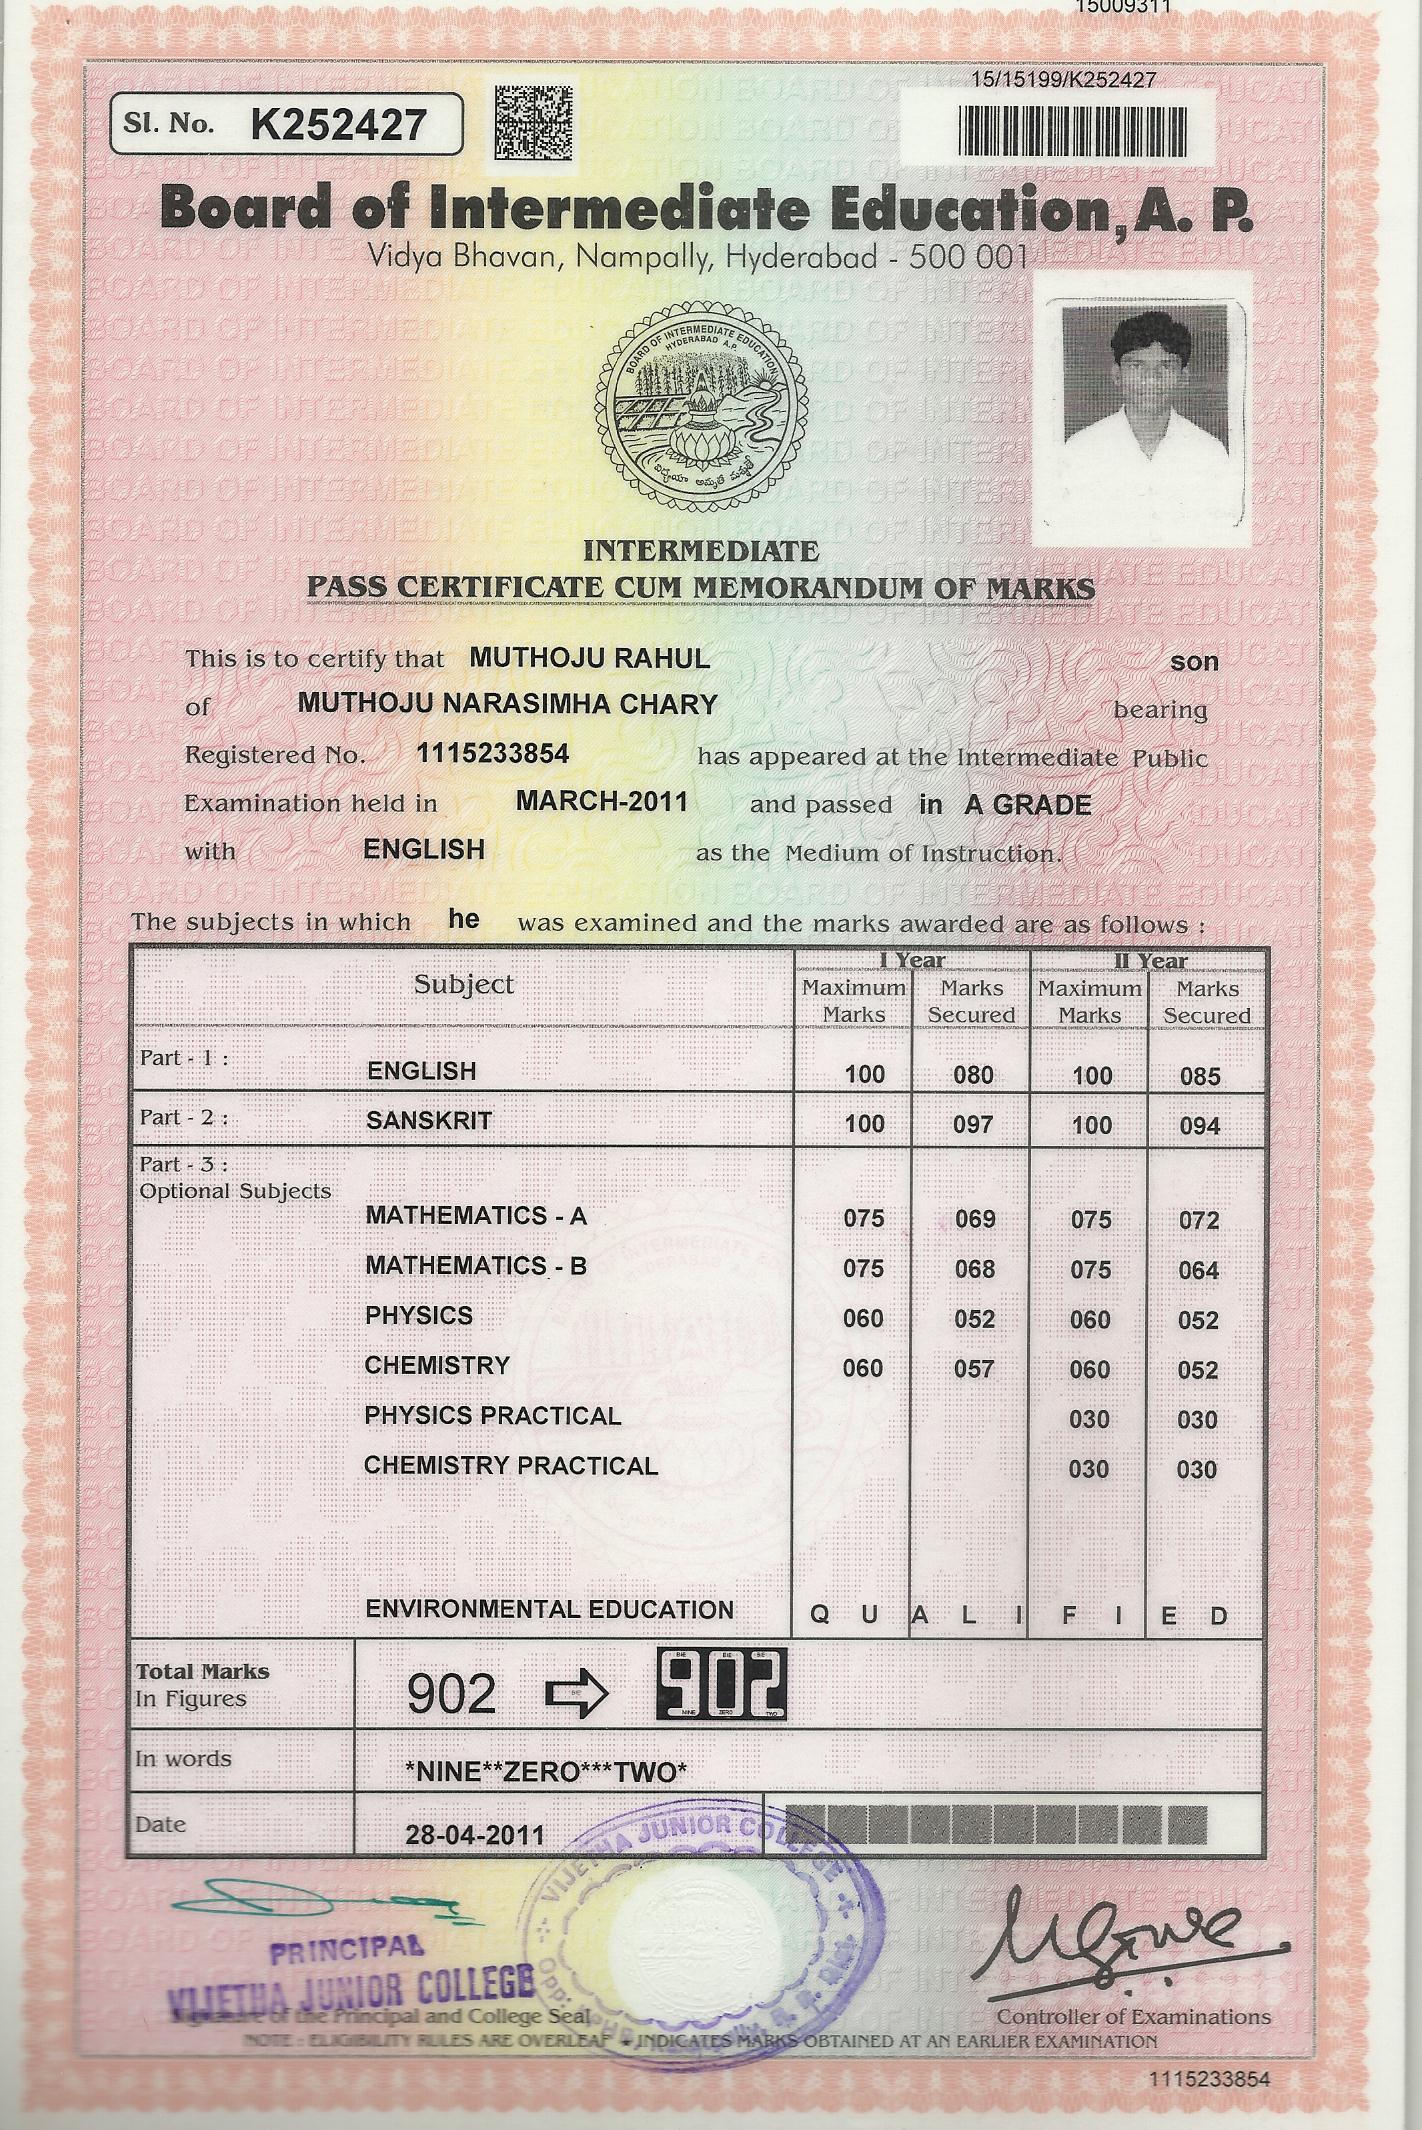 15009311
15/15199/K252427
Sl. No. K252427
Board of Intermediate Education, A. P.
Vidya Bhavan, Nampally, Hyderabad - 500 001
BOARD OF INTERMEDIATE EDUCATION
HYDERABAD A.P.
INTERMEDIATE
PASS CERTIFICATE CUM MEMORANDUM OF MARKS
This is to certify that MUTHOJU RAHUL son
of MUTHOJU NARASIMHA CHARY bearing
Registered No. 1115233854 has appeared at the Intermediate Public
Examination held in MARCH-2011 and passed in A GRADE
with ENGLISH as the Medium of Instruction.
The subjects in which he was examined and the marks awarded are as follows :
Subject I Year II Year
Maximum Marks Marks Secured Maximum Marks Marks Secured
Part - 1 : ENGLISH 100 080 100 085
Part - 2 : SANSKRIT 100 097 100 094
Part - 3 :
Optional Subjects
MATHEMATICS - A 075 069 075 072
MATHEMATICS - B 075 068 075 064
PHYSICS 060 052 060 052
CHEMISTRY 060 057 060 052
PHYSICS PRACTICAL 030 030
CHEMISTRY PRACTICAL 030 030
ENVIRONMENTAL EDUCATION Q U A L I F I E D
Total Marks
In Figures 902 902
NINE ZERO TWO
In words *NINE**ZERO***TWO*
Date 28-04-2011
VIJETHA JUNIOR COLLEGE
PRINCIPAL
VIJETHA JUNIOR COLLEGE
Signature of the Principal and College Seal
Controller of Examinations
NOTE : ELIGIBILITY RULES ARE OVERLEAF INDICATES MARKS OBTAINED AT AN EARLIER EXAMINATION
1115233854